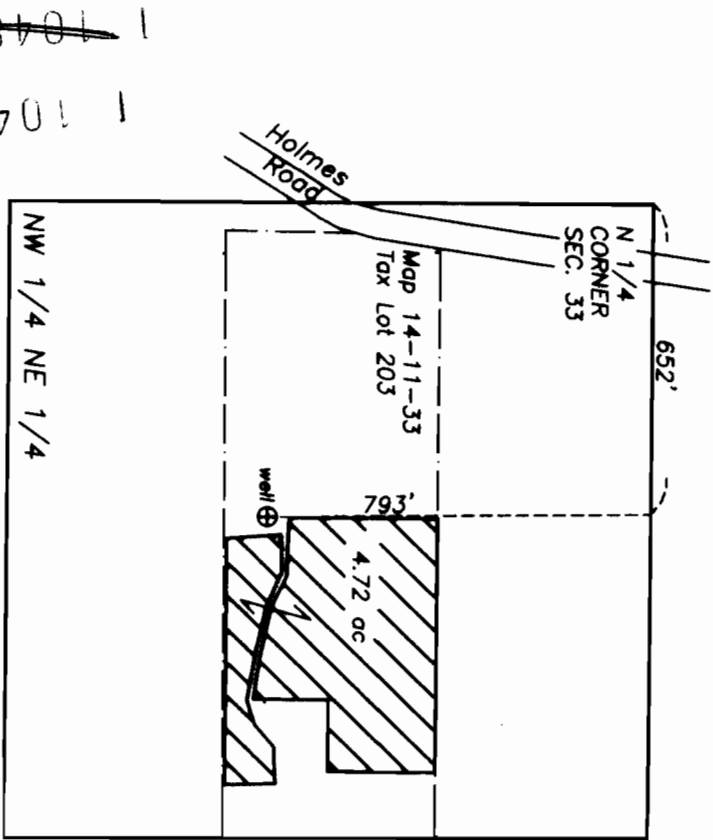 Holmes
Road
N 1/4
CORNER
SEC. 33
652'
Map 14-11-33
Tax Lot 203
NW 1/4 NE 1/4
well
793'
4.72 ac